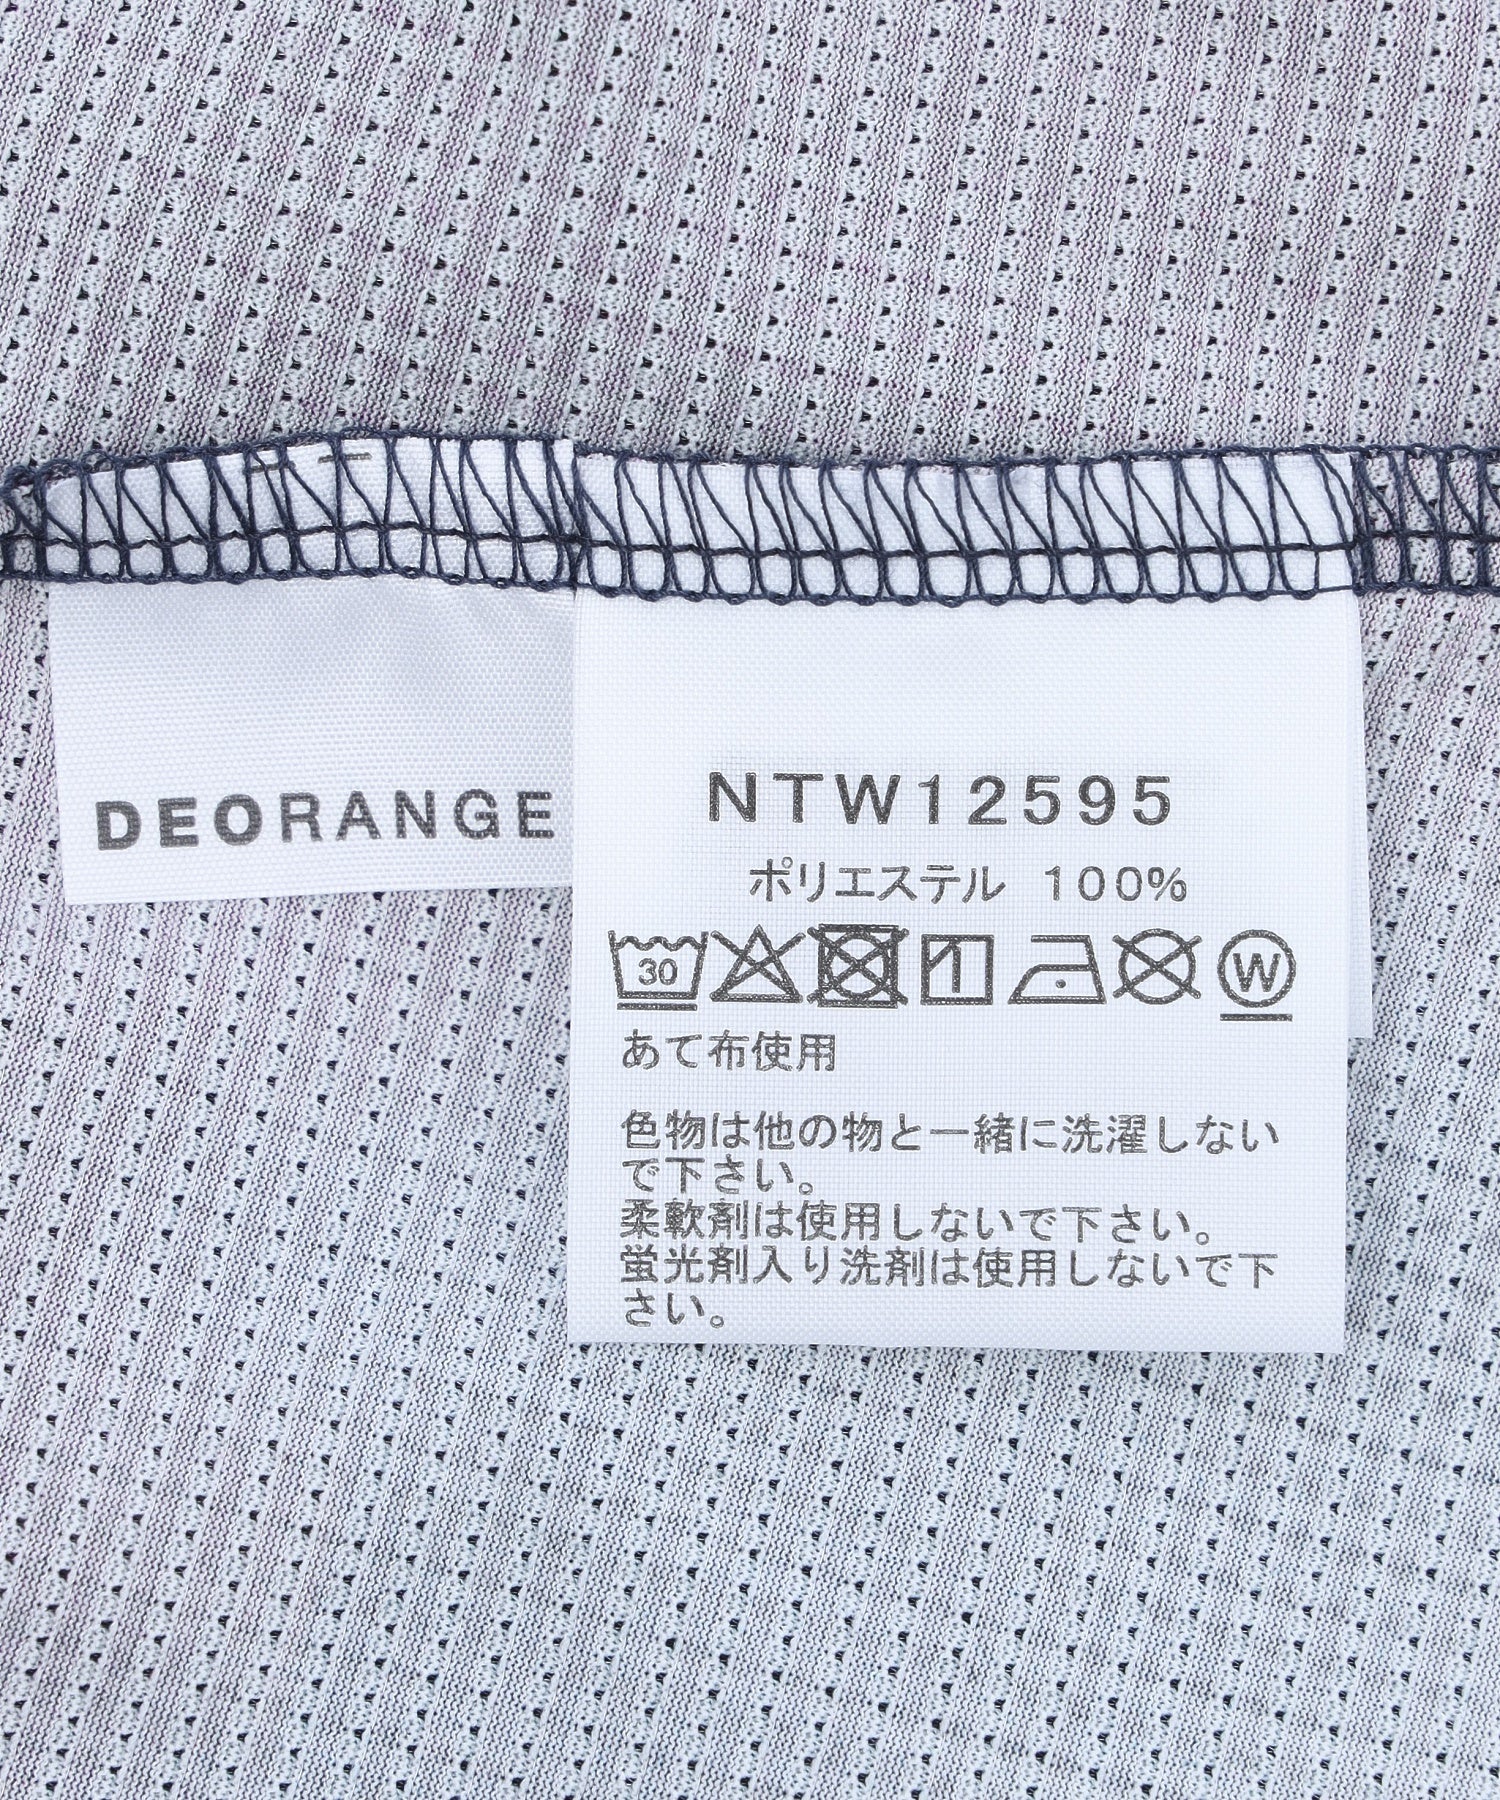 DEORANGE
NTW12595
ポリエステル 100%
30 W
あて布使用
色物は他の物と一緒に洗濯しない
で下さい。
柔軟剤は使用しないで下さい。
蛍光剤入り洗剤は使用しないで下
さい。